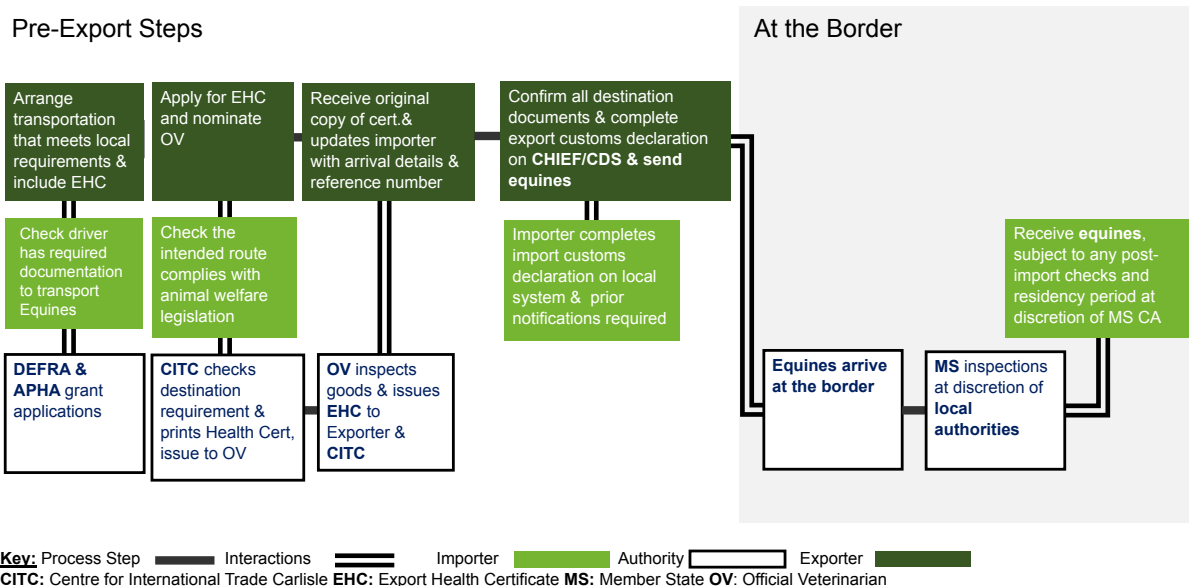 Pre-Export Steps
At the Border
Arrange
transportation
that meets local
requirements &
include EHC
Apply for EHC
and nominate
OV
Receive original
copy of cert.&
updates importer
with arrival details &
reference number
Confirm all destination
documents & complete
export customs declaration
on CHIEF/CDS & send
equines
Check driver
has required
documentation
to transport
Equines
Check the
intended route
complies with
animal welfare
legislation
Importer completes
import customs
declaration on local
system & prior
notifications required
Receive equines,
subject to any post-
import checks and
residency period at
discretion of MS CA
DEFRA &
APHA grant
applications
CITC checks
destination
requirement &
prints Health Cert,
issue to OV
OV inspects
goods & issues
EHC to
Exporter &
CITC
Equines arrive
at the border
MS inspections
at discretion of
local
authorities
Key: Process Step Interactions Importer Authority Exporter
CITC: Centre for International Trade Carlisle EHC: Export Health Certificate MS: Member State OV: Official Veterinarian